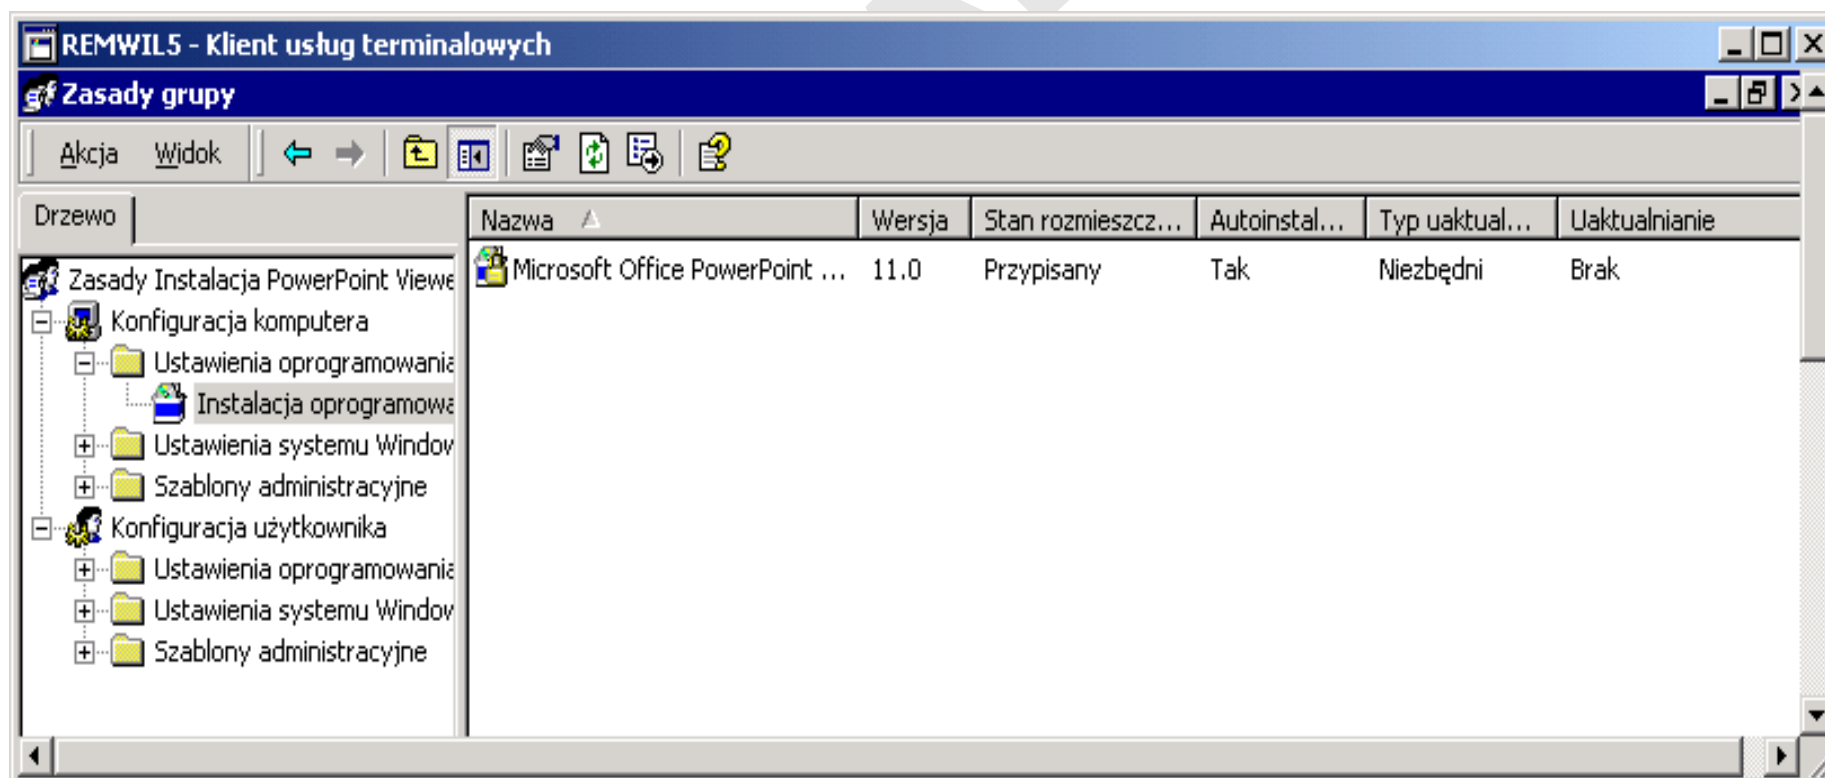 REMWIL5 - Klient usług terminalowych
Zasady grupy
Akcja Widok
Drzewo
Nazwa Wersja Stan rozmieszcz... Autoinstal... Typ uaktual... Uaktualnianie
Microsoft Office PowerPoint ... 11.0 Przypisany Tak Niezbędni Brak
Zasady Instalacja PowerPoint Viewe
Konfiguracja komputera
Ustawienia oprogramowania
Instalacja oprogramowa
Ustawienia systemu Window
Szablony administracyjne
Konfiguracja użytkownika
Ustawienia oprogramowania
Ustawienia systemu Window
Szablony administracyjne